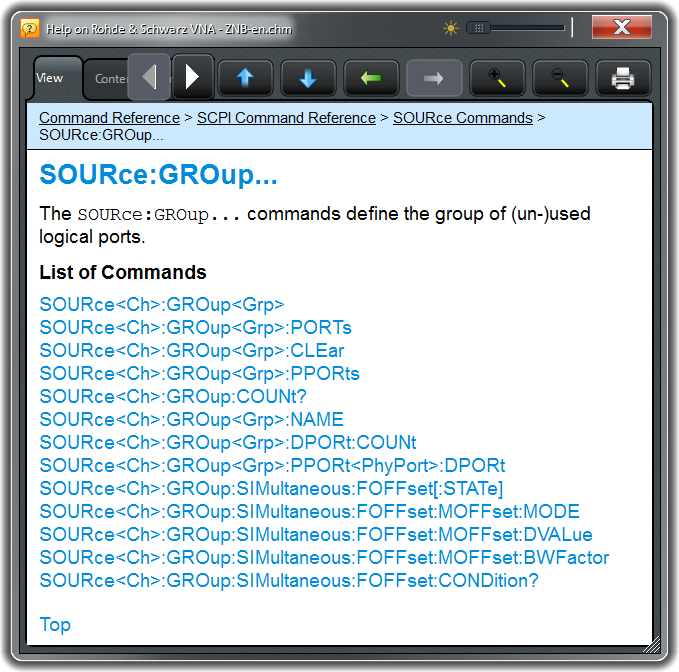 Help on Rohde & Schwarz VNA - ZNB-en.chm
View
Command Reference > SCPI Command Reference > SOURce Commands >
SOURce:GROup...
SOURce:GROup...
The SOURce:GROup... commands define the group of (un-)used
logical ports.
List of Commands
SOURce<Ch>:GROup<Grp>
SOURce<Ch>:GROup<Grp>:PORTs
SOURce<Ch>:GROup<Grp>:CLEar
SOURce<Ch>:GROup<Grp>:PPORts
SOURce<Ch>:GROup:COUNt?
SOURce<Ch>:GROup<Grp>:NAME
SOURce<Ch>:GROup<Grp>:DPORt:COUNt
SOURce<Ch>:GROup<Grp>:PPORt<PhyPort>:DPORt
SOURce<Ch>:GROup:SIMultaneous:FOFFset[:STATe]
SOURce<Ch>:GROup:SIMultaneous:FOFFset:MOFFset:MODE
SOURce<Ch>:GROup:SIMultaneous:FOFFset:MOFFset:DVALue
SOURce<Ch>:GROup:SIMultaneous:FOFFset:MOFFset:BWFactor
SOURce<Ch>:GROup:SIMultaneous:FOFFset:CONDition?
Top